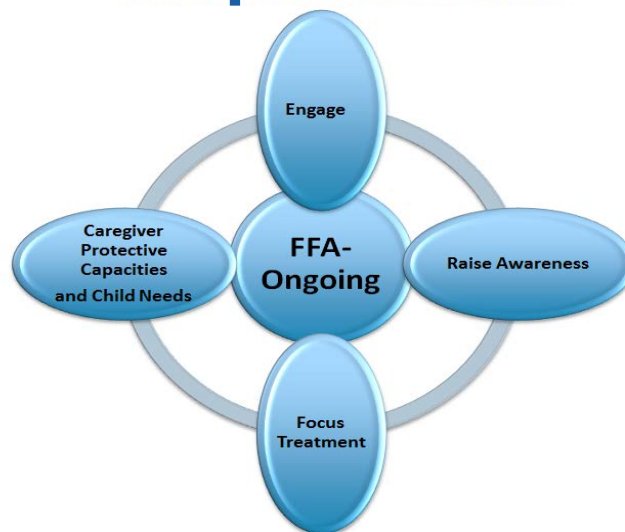 Engage
Caregiver
Protective
Capacities
and Child Needs
FFA-
Ongoing
Raise Awareness
Focus
Treatment